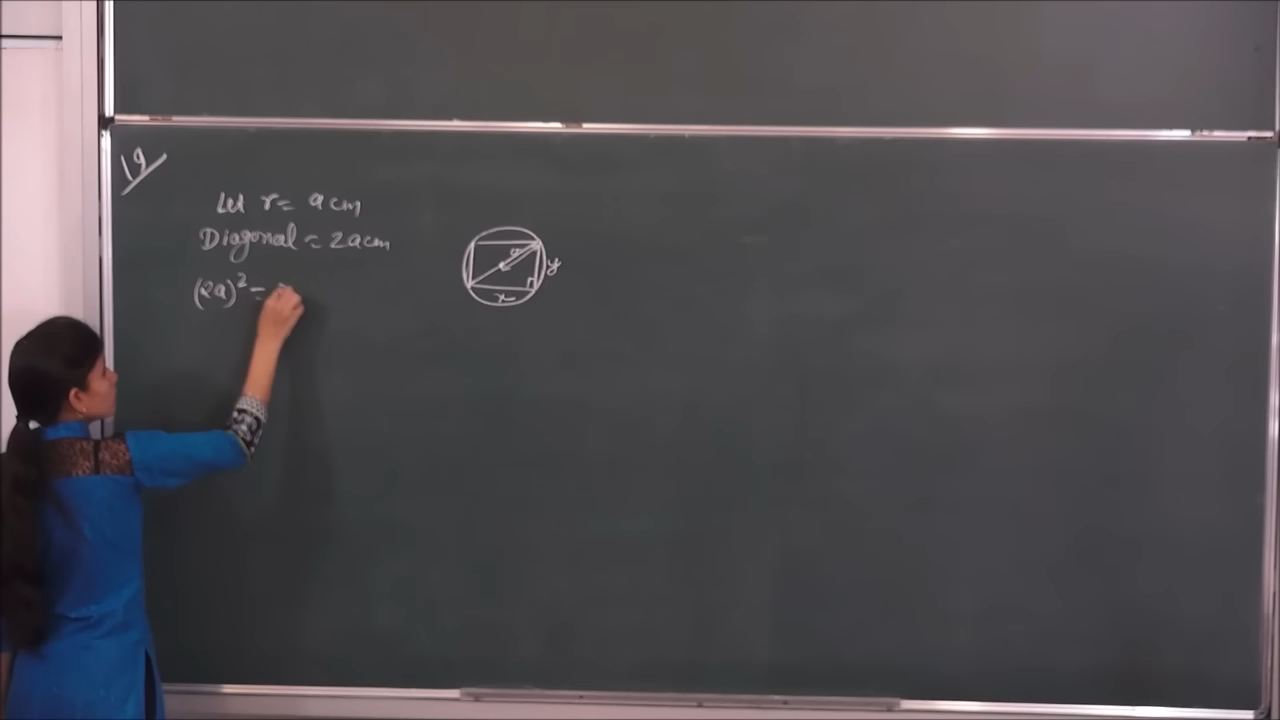 19
Let r = a cm
Diagonal = 2a cm
(2a)² =
a
y
x